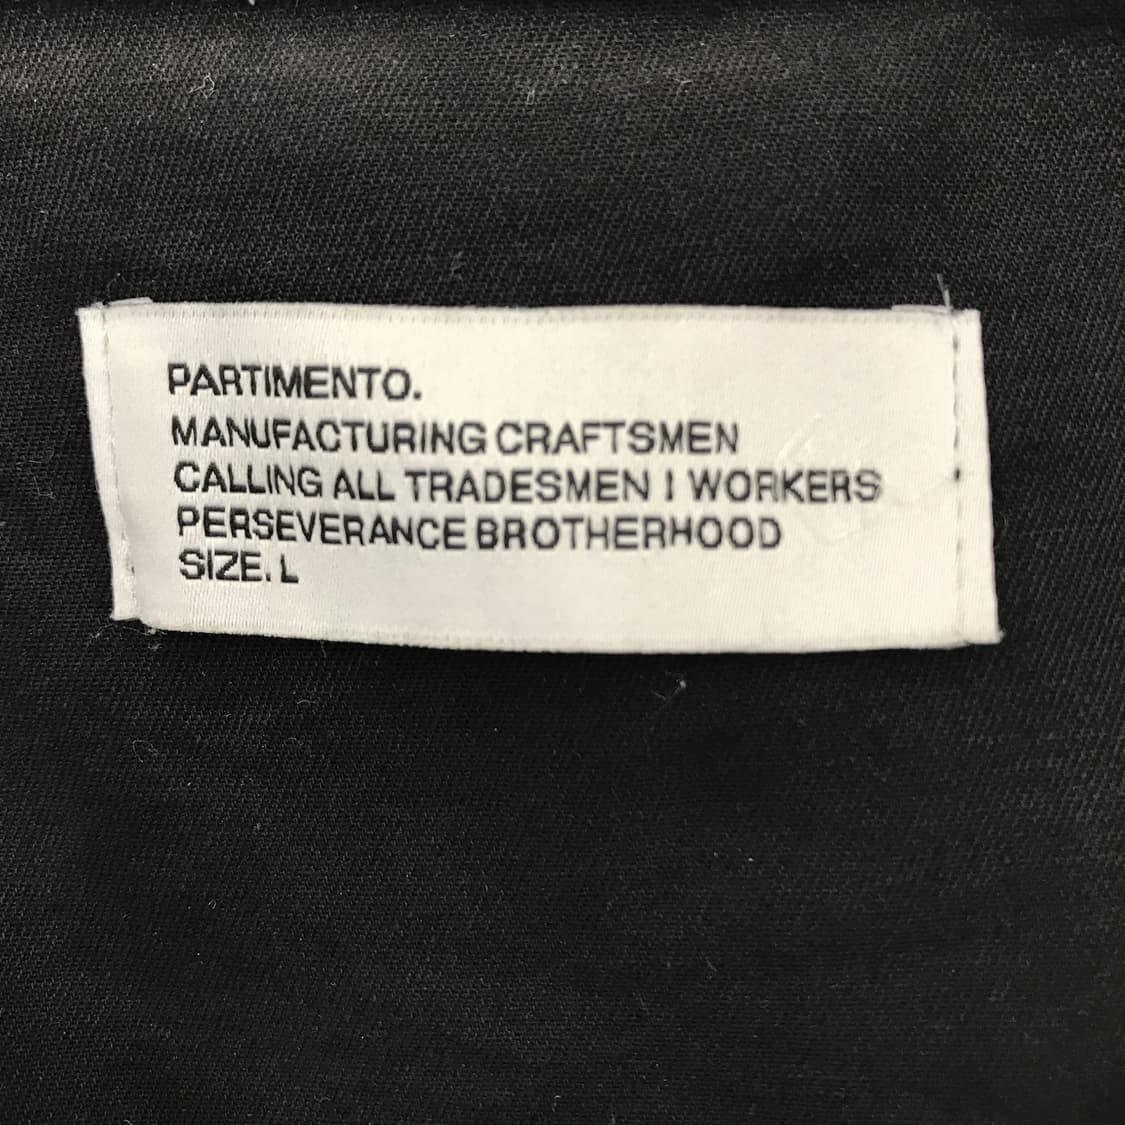 PARTIMENTO.
MANUFACTURING CRAFTSMEN
CALLING ALL TRADESMEN I WORKERS
PERSEVERANCE BROTHERHOOD
SIZE. L